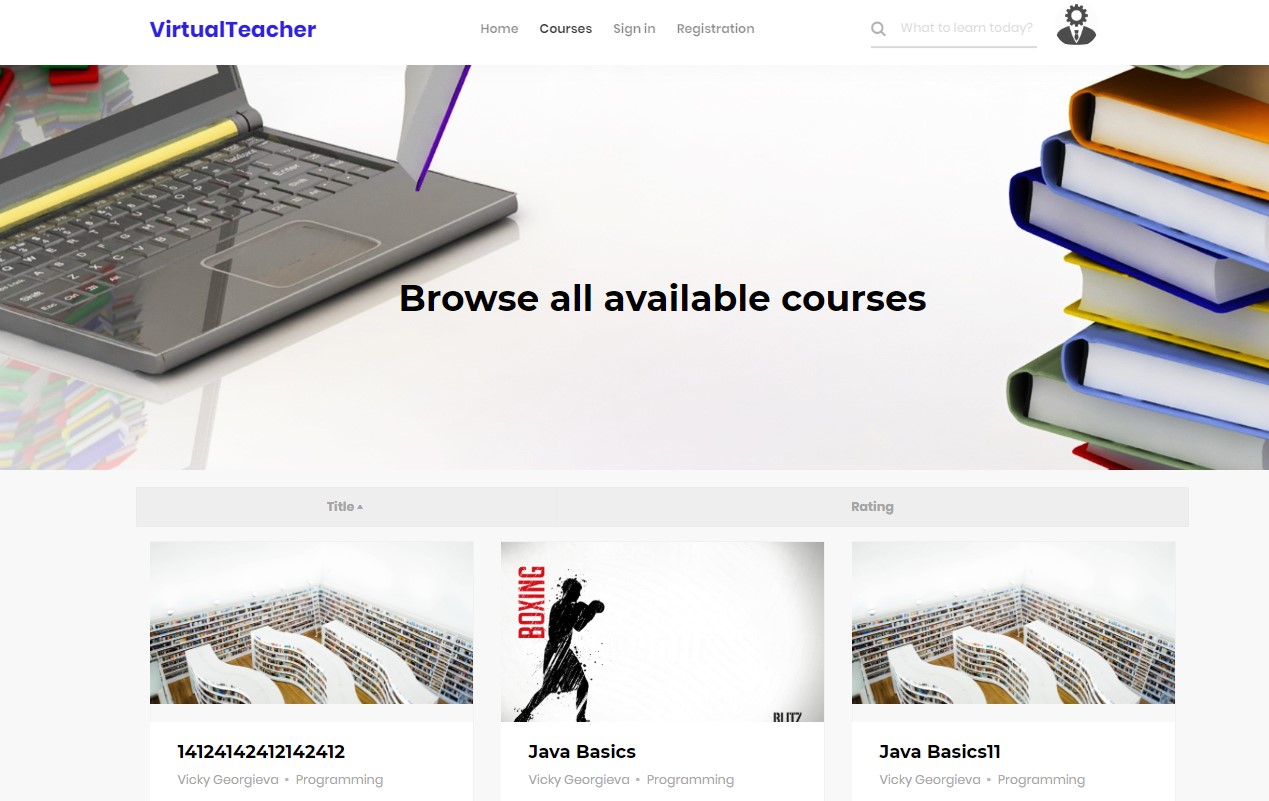 VirtualTeacher
Home Courses Sign in Registration
What to learn today?
Browse all available courses
Title
Rating
BOXING
BLITZ
14124142412142412
Vicky Georgieva • Programming
Java Basics
Vicky Georgieva • Programming
Java Basics11
Vicky Georgieva • Programming